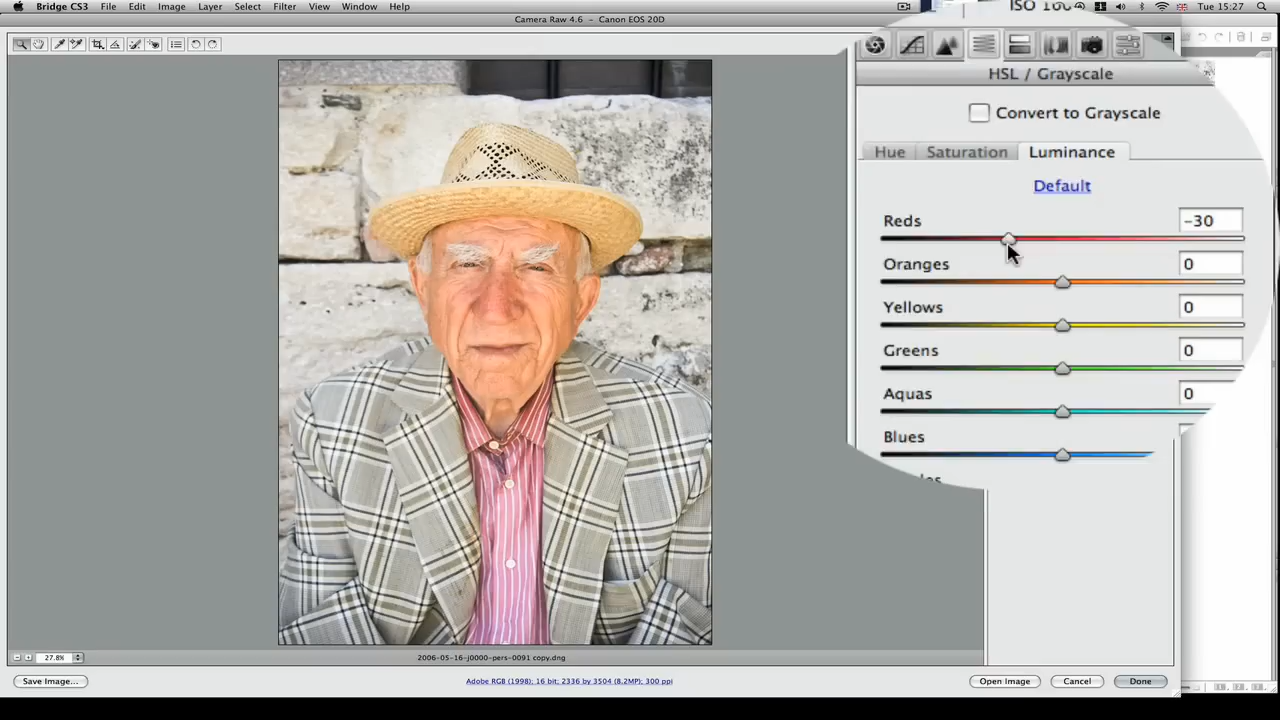 Bridge CS3 File Edit Image Layer Select Filter View Window Help Tue 15:27
Camera Raw 4.6 – Canon EOS 20D
HSL / Grayscale
Convert to Grayscale
Hue Saturation Luminance
Default
Reds -30
Oranges 0
Yellows 0
Greens 0
Aquas 0
Blues
27.8% 2006-05-16-j0000-pers-0091 copy.dng
Save Image... Adobe RGB (1998); 16 bit; 2336 by 3504 (8.2MP); 300 ppi Open Image Cancel Done